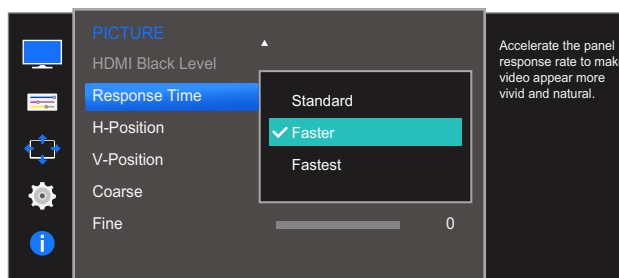 PICTURE
HDMI Black Level
Response Time
H-Position
V-Position
Coarse
Fine
0
Standard
Faster
Fastest
Accelerate the panel
response rate to make
video appear more
vivid and natural.